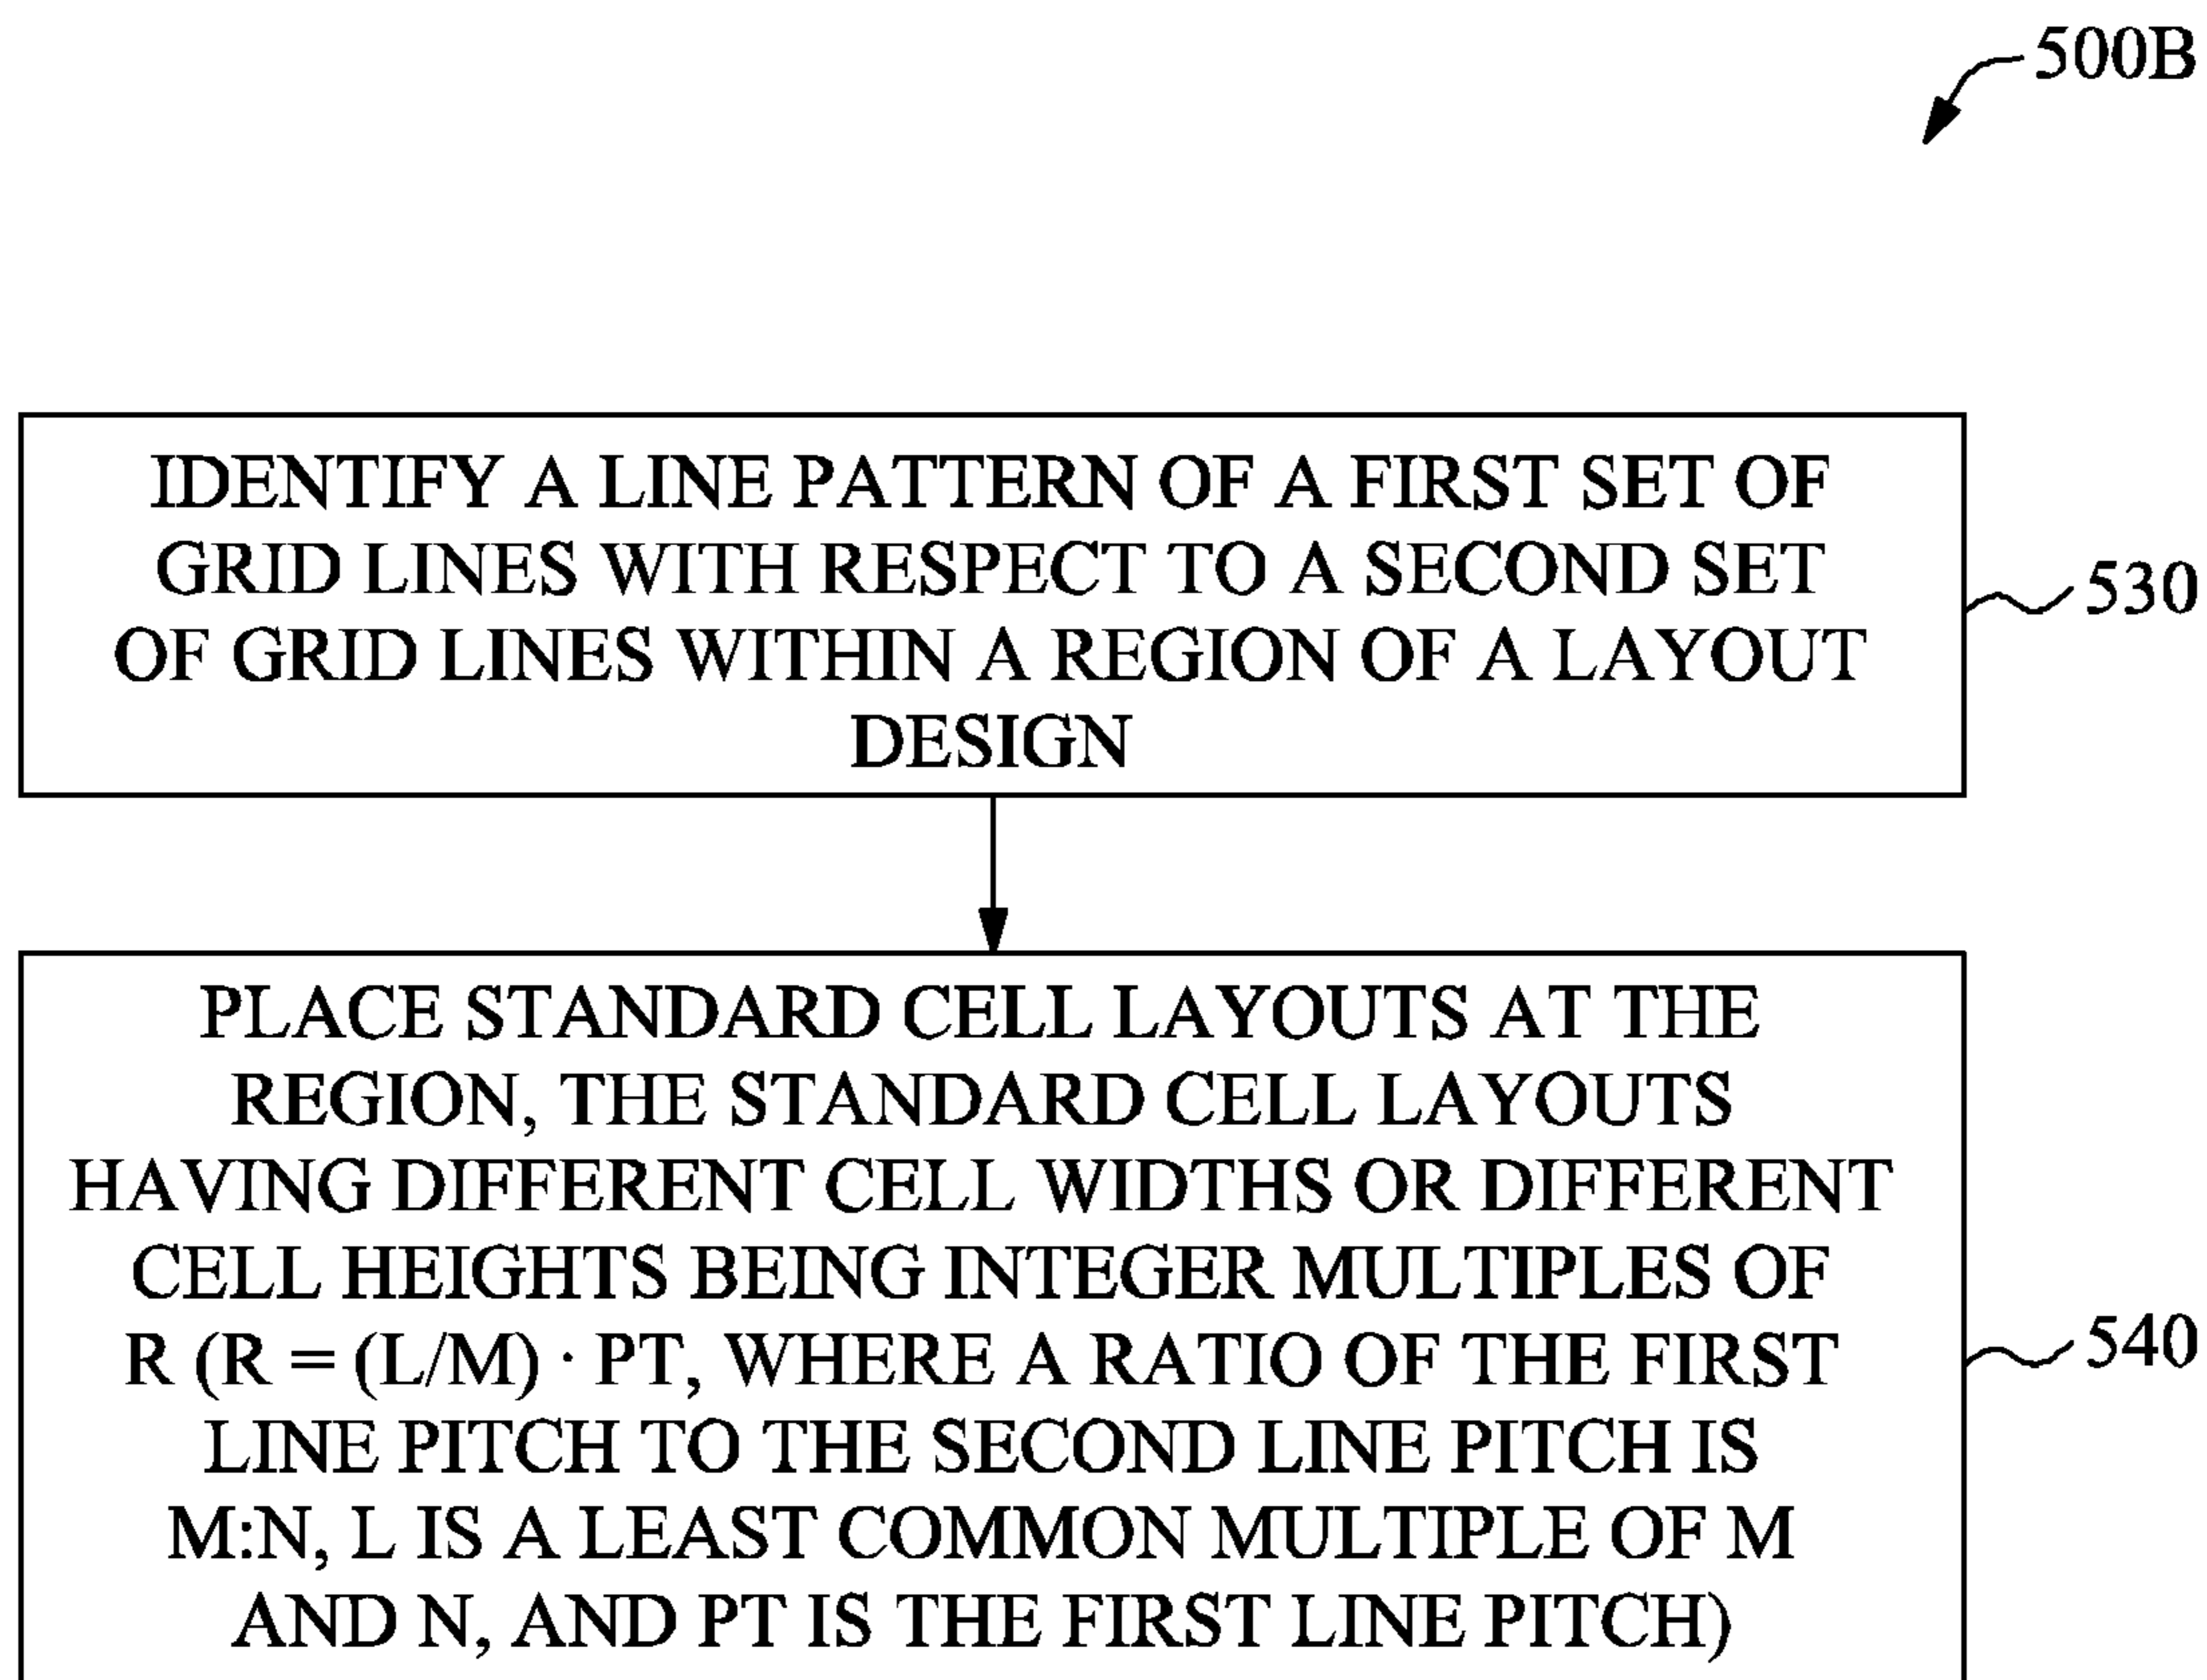 500B
IDENTIFY A LINE PATTERN OF A FIRST SET OF
GRID LINES WITH RESPECT TO A SECOND SET
OF GRID LINES WITHIN A REGION OF A LAYOUT
DESIGN
530
PLACE STANDARD CELL LAYOUTS AT THE
REGION, THE STANDARD CELL LAYOUTS
HAVING DIFFERENT CELL WIDTHS OR DIFFERENT
CELL HEIGHTS BEING INTEGER MULTIPLES OF
R (R = (L/M) · PT, WHERE A RATIO OF THE FIRST
LINE PITCH TO THE SECOND LINE PITCH IS
M:N, L IS A LEAST COMMON MULTIPLE OF M
AND N, AND PT IS THE FIRST LINE PITCH)
540